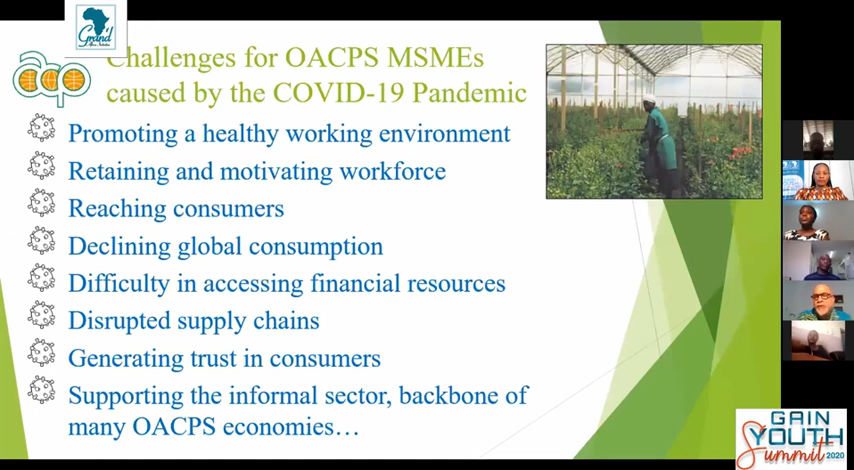 Grand
acp
Challenges for OACPS MSMEs
caused by the COVID-19 Pandemic
Promoting a healthy working environment
Retaining and motivating workforce
Reaching consumers
Declining global consumption
Difficulty in accessing financial resources
Disrupted supply chains
Generating trust in consumers
Supporting the informal sector, backbone of
many OACPS economies…
GAIN
YOUTH
Summit 2020